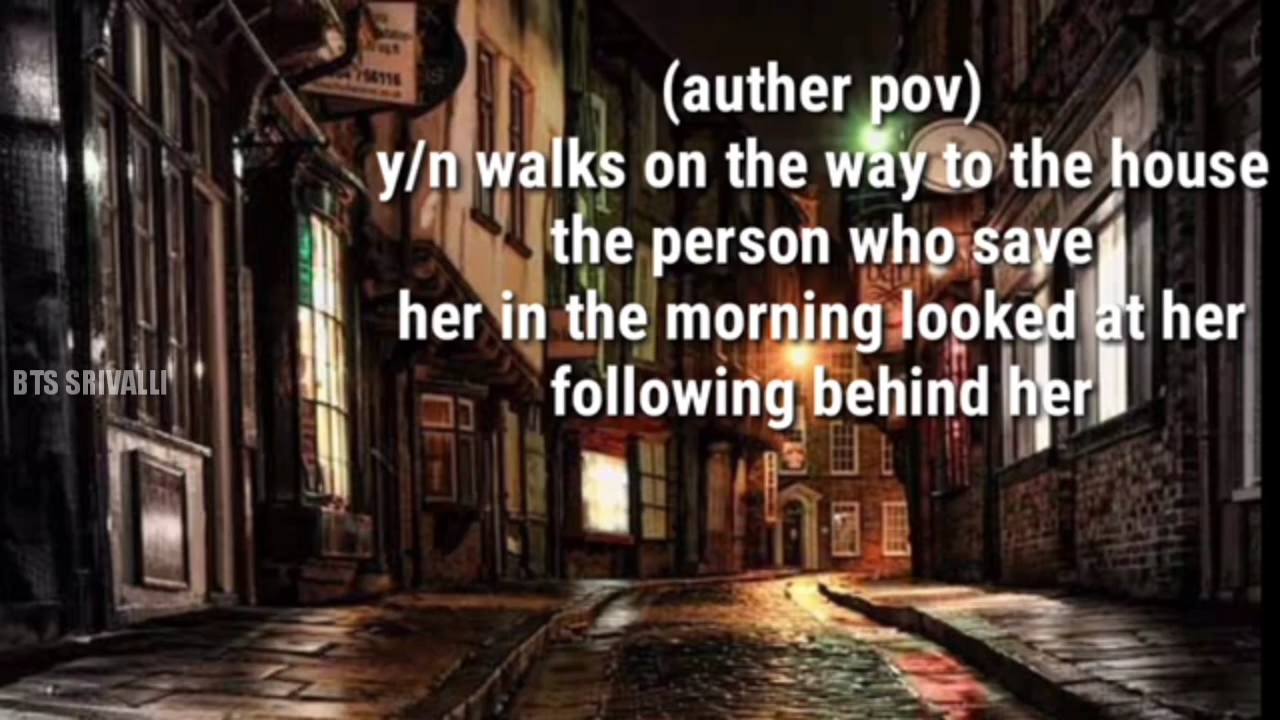 (auther pov)
y/n walks on the way to the house
the person who save
her in the morning looked at her
following behind her
BTS SRIVALLI